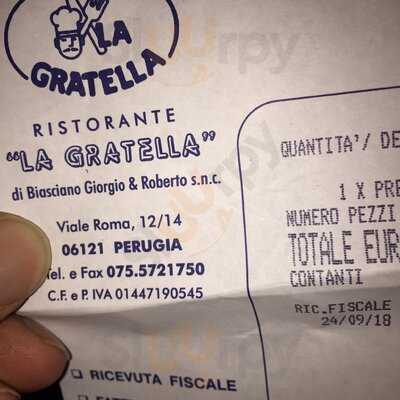 LA
GRATELLA
RISTORANTE
"LA GRATELLA"
di Biasciano Giorgio & Roberto s.n.c.
Viale Roma, 12/14
06121 PERUGIA
Tel. e Fax 075.5721750
C.F. e P. IVA 01447190545
RICEVUTA FISCALE
QUANTITA'/ DE
1 X PRE
NUMERO PEZZI
TOTALE EUR
CONTANTI
RIC.FISCALE
24/09/18